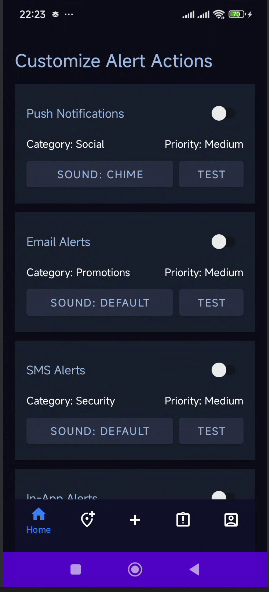 22:23
70
Customize Alert Actions
Push Notifications
Category: Social Priority: Medium
SOUND: CHIME TEST
Email Alerts
Category: Promotions Priority: Medium
SOUND: DEFAULT TEST
SMS Alerts
Category: Security Priority: Medium
SOUND: DEFAULT TEST
In-App Alerts
Home